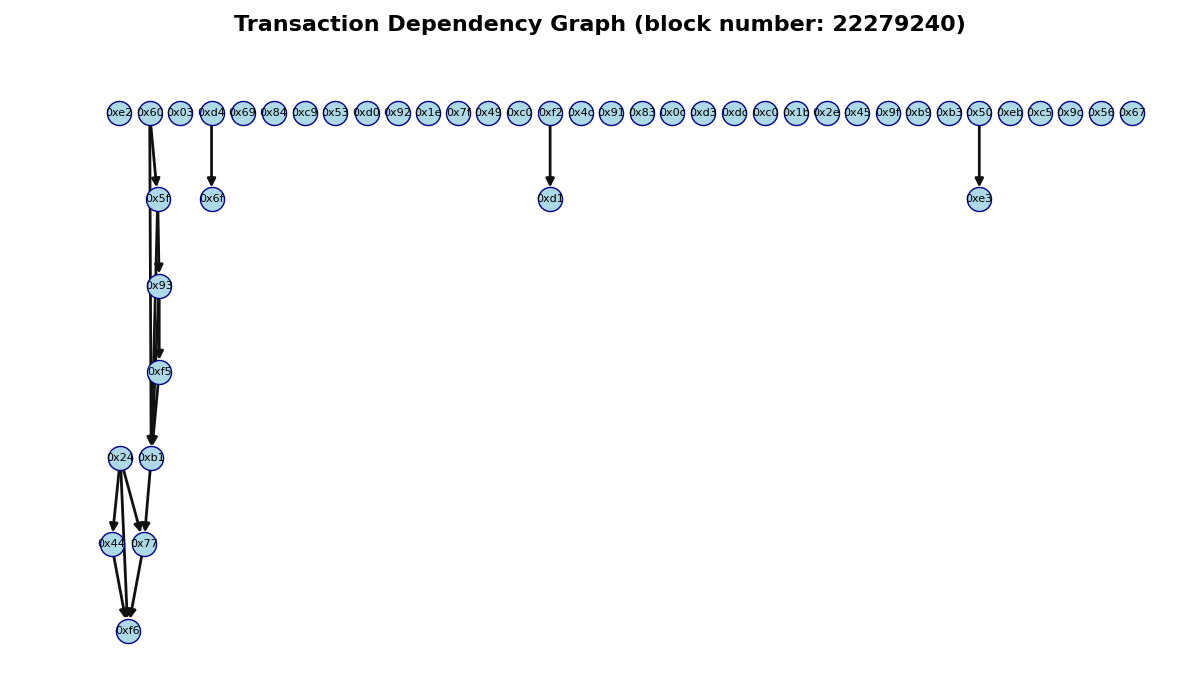 Transaction Dependency Graph (block number: 22279240)
0xe2 0x60 0x03 0xd4 0x69 0x84 0xc9 0x53 0xd0 0x92 0x1e 0x7f 0x49 0xc0 0xf2 0x4c 0x91 0x83 0x0c 0xd3 0xdc 0xc0 0x1b 0x2e 0x45 0x9f 0xb9 0xb3 0x50 0xeb 0xc5 0x9c 0x56 0x67
0x5f 0x6f 0xd1 0xe3
0x93
0xf5
0x24 0xb1
0x44 0x77
0xf6